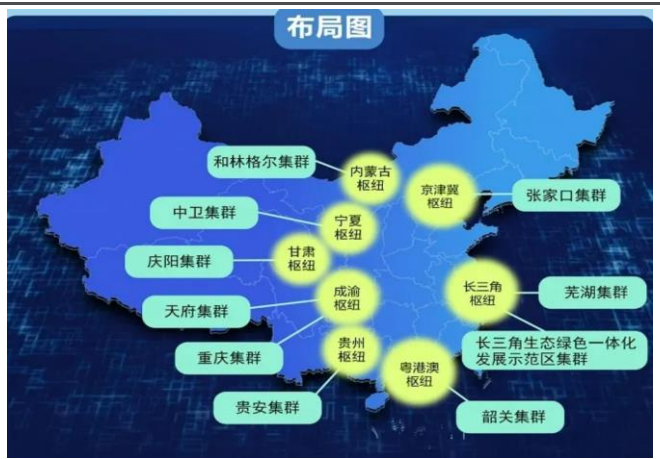 布局图
和林格尔集群
内蒙古
枢纽
京津冀
枢纽
张家口集群
中卫集群
宁夏
枢纽
庆阳集群
甘肃
枢纽
天府集群
成渝
枢纽
长三角
枢纽
芜湖集群
重庆集群
贵州
枢纽
长三角生态绿色一体化
发展示范区集群
贵安集群
粤港澳
枢纽
韶关集群